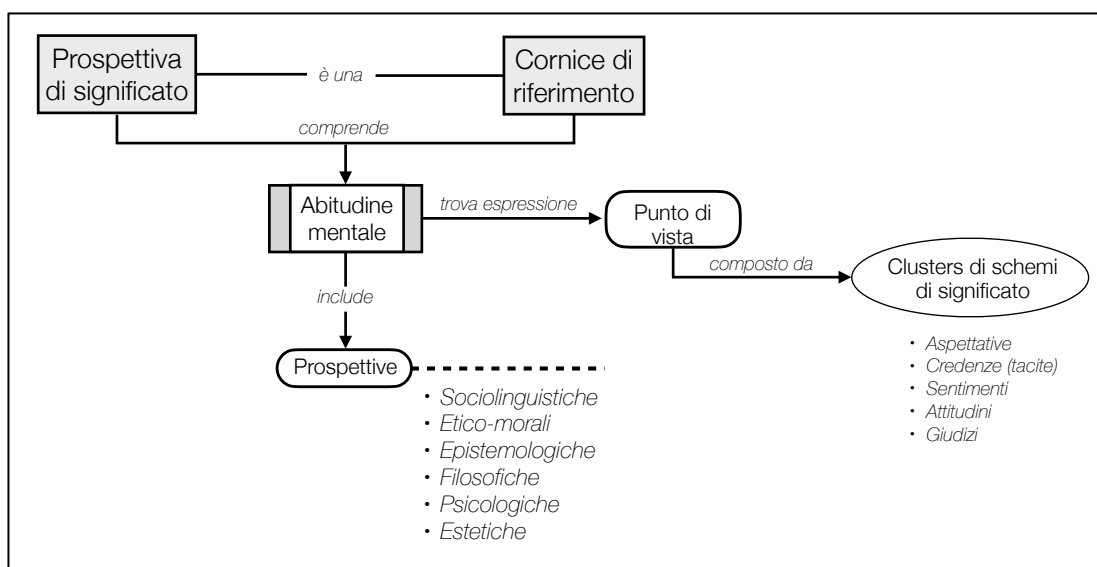 Prospettiva
di significato
è una
Cornice di
riferimento
comprende
Abitudine
mentale
trova espressione
Punto di
vista
composto da
Clusters di schemi
di significato
include
Prospettive
• Aspettative
• Credenze (tacite)
• Sentimenti
• Attitudini
• Giudizi
• Sociolinguistiche
• Etico-morali
• Epistemologiche
• Filosofiche
• Psicologiche
• Estetiche